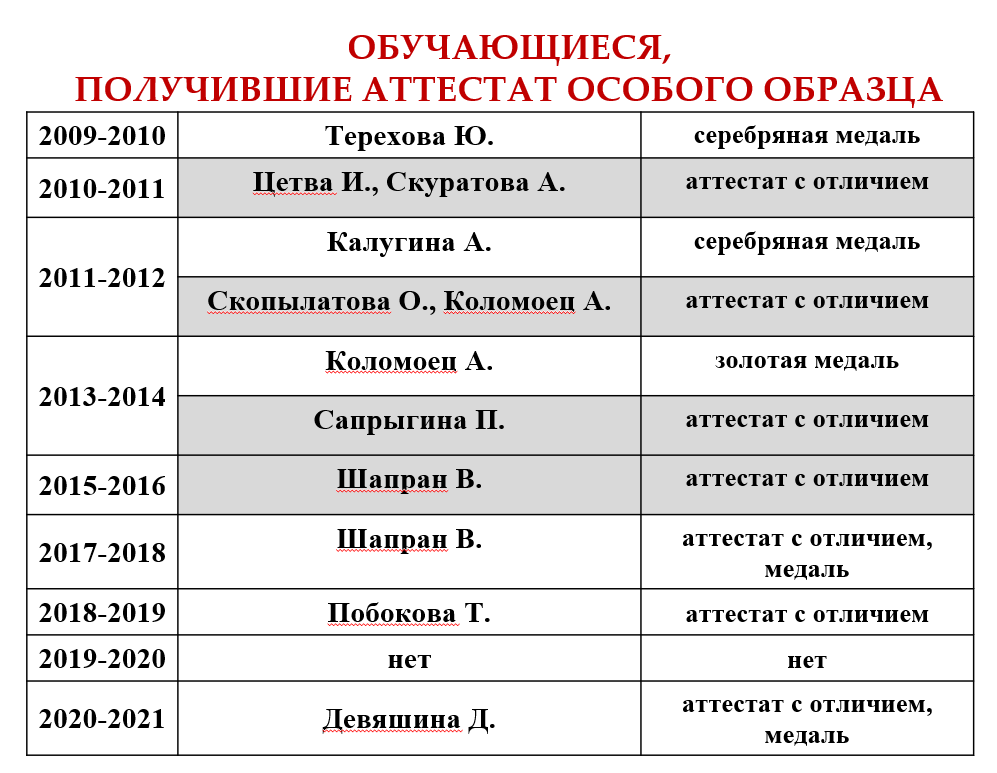 ОБУЧАЮЩИЕСЯ,
ПОЛУЧИВШИЕ АТТЕСТАТ ОСОБОГО ОБРАЗЦА
2009-2010 Терехова Ю. серебряная медаль
2010-2011 Цетва И., Скуратова А. аттестат с отличием
2011-2012 Калугина А. серебряная медаль
Скопылатова О., Коломоец А. аттестат с отличием
2013-2014 Коломоец А. золотая медаль
Сапрыгина П. аттестат с отличием
2015-2016 Шапран В. аттестат с отличием
2017-2018 Шапран В. аттестат с отличием,
медаль
2018-2019 Побокова Т. аттестат с отличием
2019-2020 нет нет
2020-2021 Девяшина Д. аттестат с отличием,
медаль